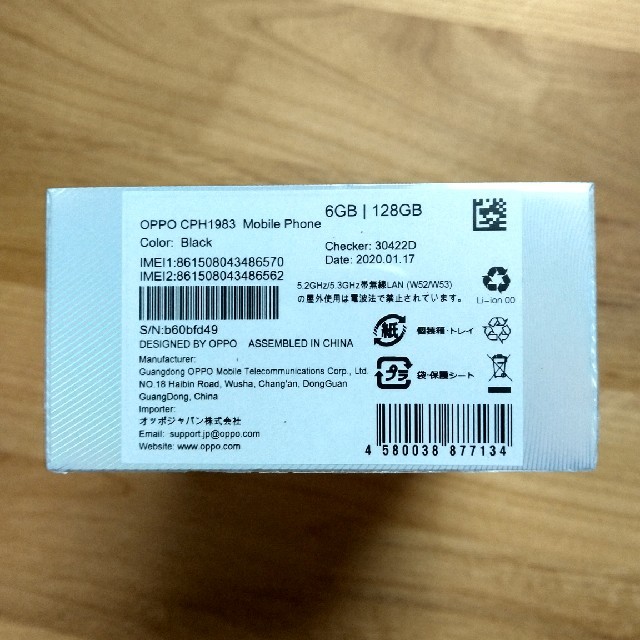 6GB | 128GB
OPPO CPH1983 Mobile Phone
Color: Black
Checker: 30422D
Date: 2020.01.17
IMEI1:861508043486570
IMEI2:861508043486562
5.2GHz/5.3GHz帯無線LAN (W52/W53)
の屋外使用は電波法で禁止されています。
Li-ion 00
S/N:b60bfd49
DESIGNED BY OPPO ASSEMBLED IN CHINA
紙 個装箱・トレイ
Manufacturer:
Guangdong OPPO Mobile Telecommunications Corp., Ltd.
NO.18 Haibin Road, Wusha, Chang'an, DongGuan
GuangDong, China
プラ 袋・保護シート
Importer:
オッポジャパン株式会社
Email: support.jp@oppo.com
Website: www.oppo.com
4 580038 877134